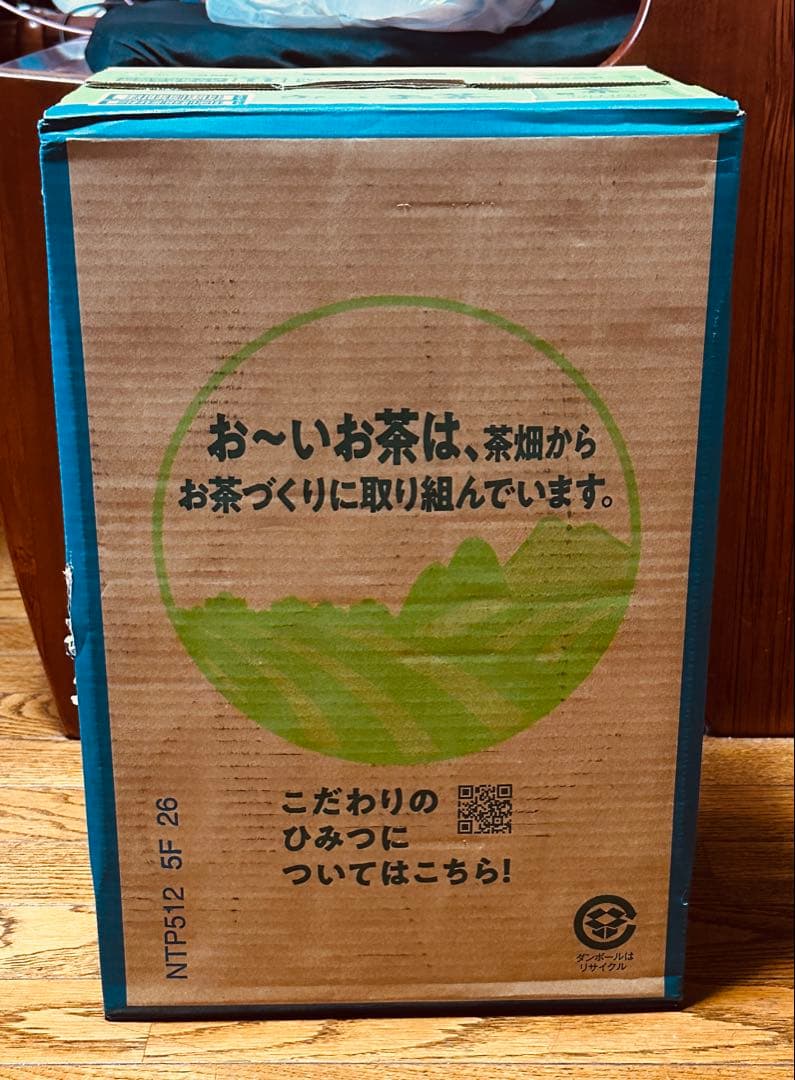 お〜いお茶は、茶畑から
お茶づくりに取り組んでいます。
こだわりの
ひみつに
ついてはこちら!
NTP512 5F 26
ダンボールは
リサイクル